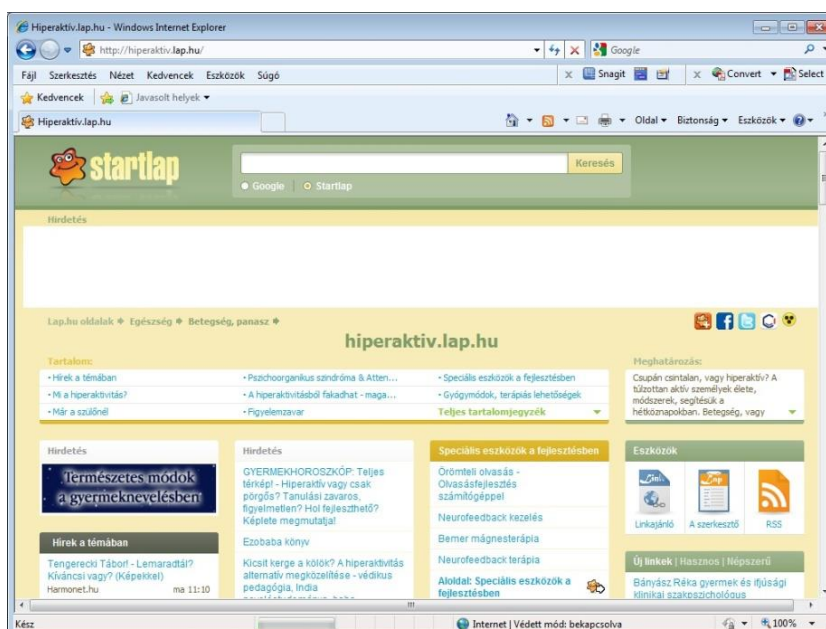 Hiperaktív.lap.hu - Windows Internet Explorer
http://hiperaktiv.lap.hu/
Google
Fájl Szerkesztés Nézet Kedvencek Eszközök Súgó
x Snagit
x Convert Select
Kedvencek Javasolt helyek
Hiperaktív.lap.hu
Oldal Biztonság Eszközök
startlap
Keresés
Google Startlap
Hirdetés
Lap.hu oldalak Egészség Betegség, panasz
hiperaktív.lap.hu
Tartalom:
• Hírek a témában
• Mi a hiperaktivitás?
• Már a szülőnél
• Pszichoorganikus szindróma & Atten...
• A hiperaktivitásból fakadhat - maga...
• Figyelemzavar
• Speciális eszközök a fejlesztésben
• Gyógymódok, terápiás lehetőségek
Teljes tartalomjegyzék
Meghatározás:
Csupán csintalan, vagy hiperaktív? A
túlzottan aktív személyek élete,
módszerek, segítésük a
hétköznapokban. Betegség, vagy
Hirdetés
Természetes módok
a gyermeknevelésben
Hírek a témában
Tengerecki Tábor! - Lemaradtál?
Kíváncsi vagy? (Képekkel)
Harmonet.hu ma 11:10
Hirdetés
GYERMEKHOROSZKÓP: Teljes
térkép! - Hiperaktív vagy csak
pörgős? Tanulási zavaros,
figyelmetlen? Hol fejleszthető?
Képlete megmutatja!
Ezobaba könyv
Kicsit kerge a kölök? A hiperaktivitás
alternatív megközelítése - védikus
pedagógia, India
Speciális eszközök a fejlesztésben
Örömteli olvasás -
Olvasásfejlesztés
számítógéppel
Neurofeedback kezelés
Bemer mágnesterápia
Neurofeedback terápia
Aloldal: Speciális eszközök a
fejlesztésben
Eszközök
Linkajánló A szerkesztő RSS
Új linkek | Hasznos | Népszerű
Bányász Réka gyermek és ifjúsági
klinikai szakpszichológus
Kész
Internet | Védett mód: bekapcsolva
100%